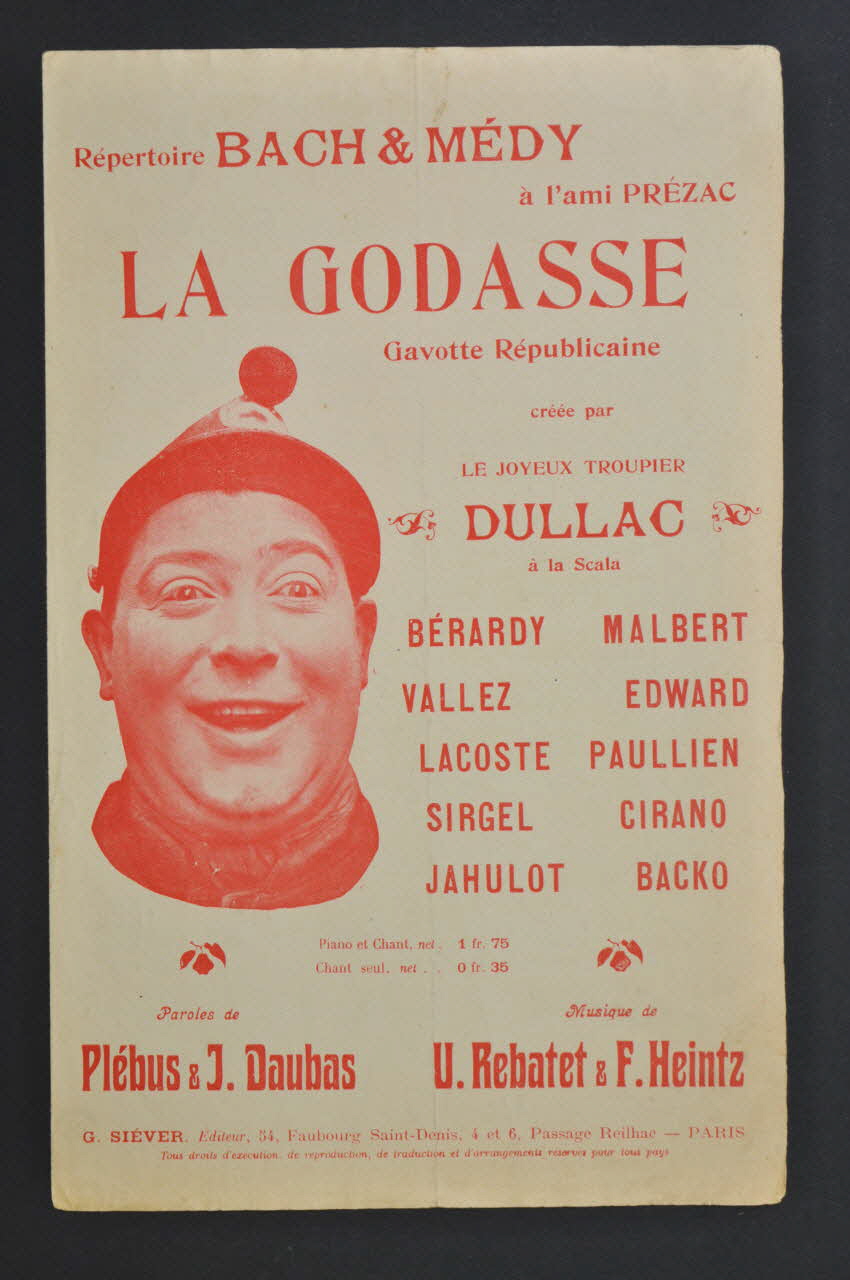 Répertoire BACH & MÉDY
à l'ami PRÉZAC
LA GODASSE
Gavotte Républicaine
créée par
LE JOYEUX TROUPIER
DULLAC
à la Scala
BÉRARDY MALBERT
VALLEZ EDWARD
LACOSTE PAULLIEN
SIRGEL CIRANO
JAHULOT BACKO
Piano et Chant, net . 1 fr. 75
Chant seul, net . . 0 fr. 35
Paroles de
Plébus & J. Daubas
Musique de
U. Rebatet & F. Heintz
G. SIÉVER, Editeur, 54, Faubourg Saint-Denis, 4 et 6, Passage Reilhac — PARIS
Tous droits d'exécution, de reproduction, de traduction et d'arrangements réservés pour tous pays